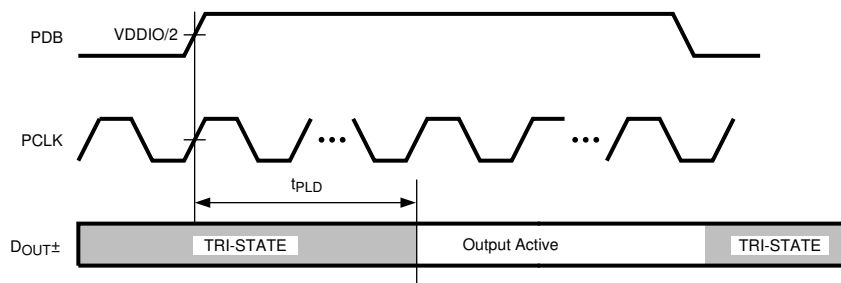 PDB
VDDIO/2
PCLK
tPLD
DOUT±
TRI-STATE
Output Active
TRI-STATE